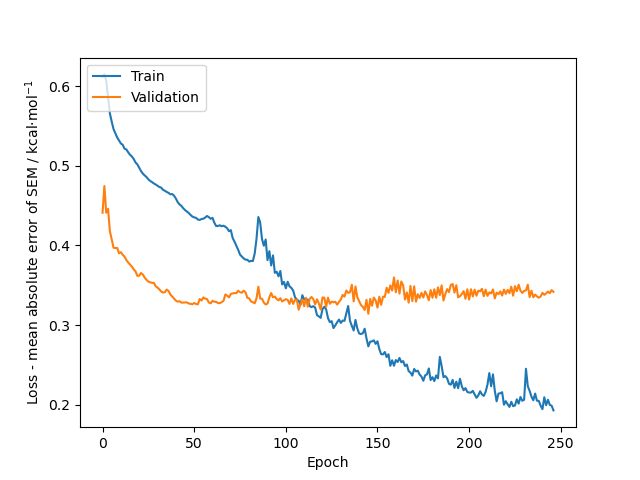 Train
Validation
0.6
0.5
0.4
0.3
0.2
Loss - mean absolute error of SEM / kcal·mol⁻¹
0 50 100 150 200 250
Epoch